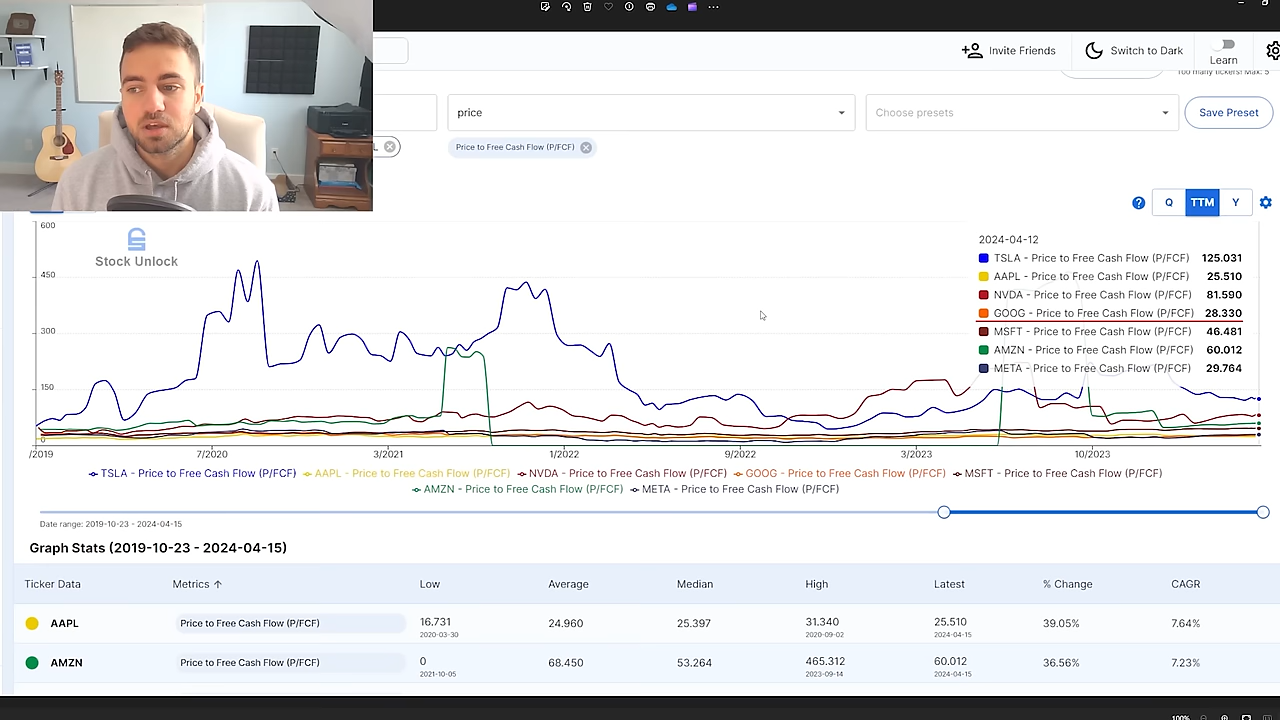 Invite Friends
Switch to Dark
Learn
Too many tickers! Max: 5
price
Choose presets
Save Preset
L
Price to Free Cash Flow (P/FCF)
Q TTM Y
600
450
300
150
0
Stock Unlock
2024-04-12
TSLA - Price to Free Cash Flow (P/FCF) 125.031
AAPL - Price to Free Cash Flow (P/FCF) 25.510
NVDA - Price to Free Cash Flow (P/FCF) 81.590
GOOG - Price to Free Cash Flow (P/FCF) 28.330
MSFT - Price to Free Cash Flow (P/FCF) 46.481
AMZN - Price to Free Cash Flow (P/FCF) 60.012
META - Price to Free Cash Flow (P/FCF) 29.764
/2019 7/2020 3/2021 1/2022 9/2022 3/2023 10/2023
TSLA - Price to Free Cash Flow (P/FCF) AAPL - Price to Free Cash Flow (P/FCF) NVDA - Price to Free Cash Flow (P/FCF) GOOG - Price to Free Cash Flow (P/FCF) MSFT - Price to Free Cash Flow (P/FCF)
AMZN - Price to Free Cash Flow (P/FCF) META - Price to Free Cash Flow (P/FCF)
Date range: 2019-10-23 - 2024-04-15
Graph Stats (2019-10-23 - 2024-04-15)
Ticker Data Metrics ↑ Low Average Median High Latest % Change CAGR
AAPL Price to Free Cash Flow (P/FCF) 16.731 24.960 25.397 31.340 25.510 39.05% 7.64%
2020-03-30 2020-09-02 2024-04-15
AMZN Price to Free Cash Flow (P/FCF) 0 68.450 53.264 465.312 60.012 36.56% 7.23%
2021-10-05 2023-09-14 2024-04-15
100%